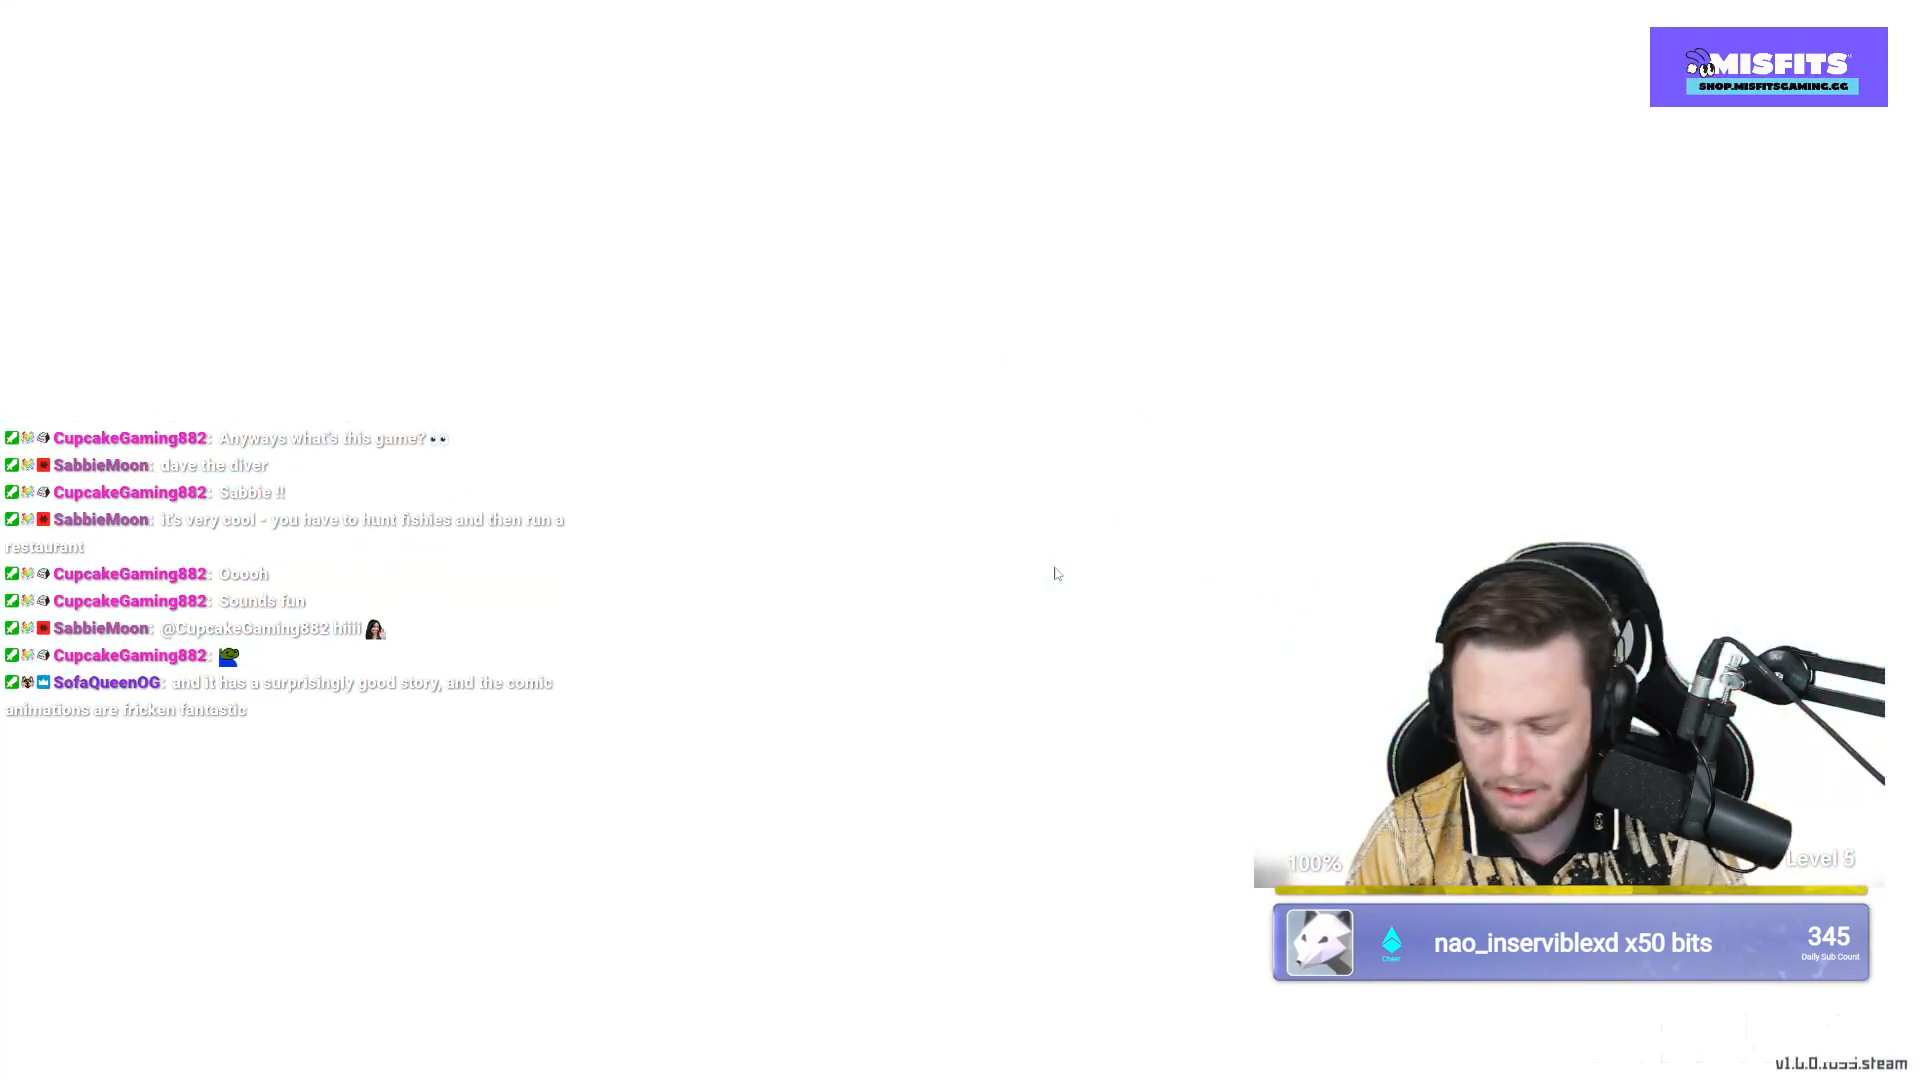 MISFITS
SHOP.MISFITSGAMING.GG
CupcakeGaming882: Anyways what's this game?
SabbieMoon: dave the diver
CupcakeGaming882: Sabbie !!
SabbieMoon: it's very cool - you have to hunt fishies and then run a
restaurant
CupcakeGaming882: Ooooh
CupcakeGaming882: Sounds fun
SabbieMoon: @CupcakeGaming882 hiiii
CupcakeGaming882:
SofaQueenOG: and it has a surprisingly good story, and the comic
animations are fricken fantastic
100%
Level 5
nao_inserviblexd x50 bits
Cheer
345
Daily Sub Count